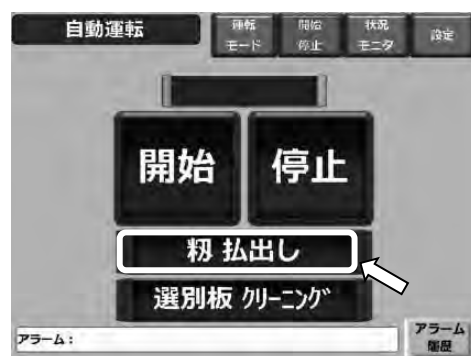 自動運転
運転モード
開始停止
状況モニタ
設定
開始
停止
籾 払出し
選別板 クリーニング
アラーム：
アラーム履歴